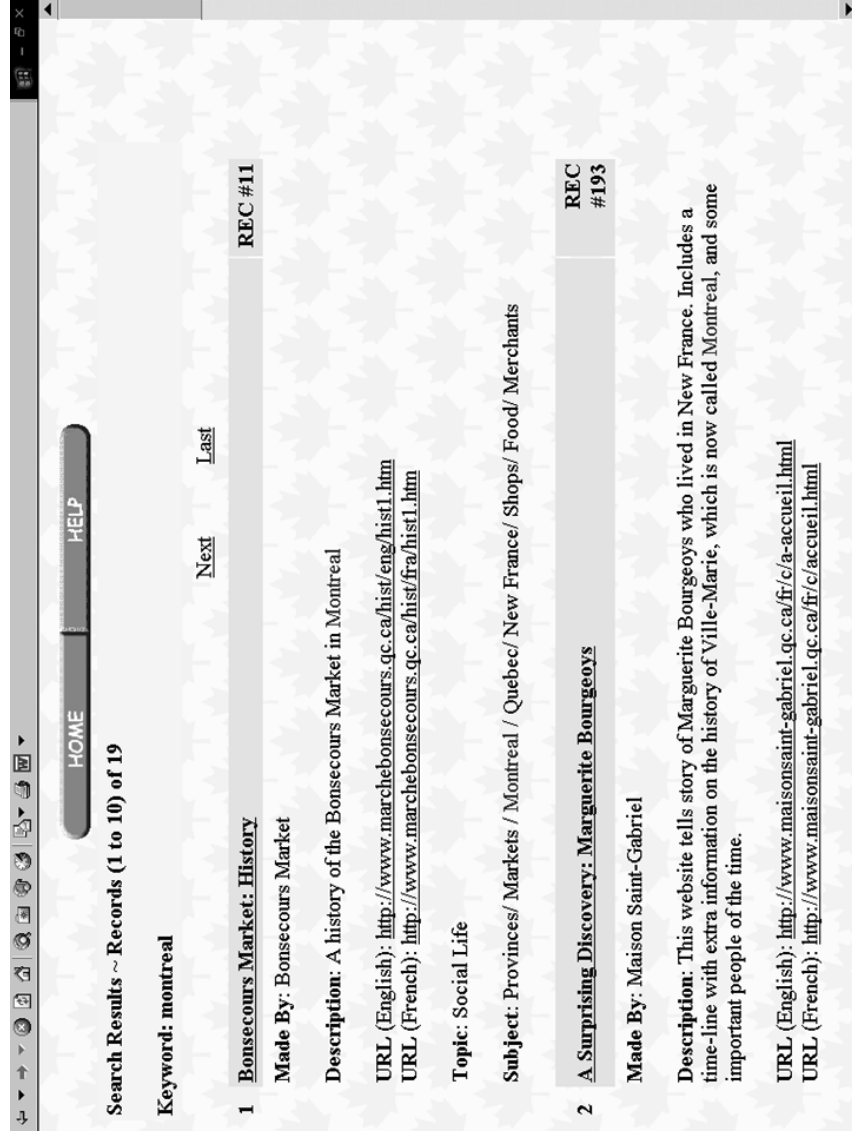 HOME HELP
Search Results ~ Records (1 to 10) of 19
Keyword: montreal
Next Last
1 Bonsecours Market: History REC #11
Made By: Bonsecours Market
Description: A history of the Bonsecours Market in Montreal
URL (English): http://www.marchebonsecours.qc.ca/hist/eng/hist1.htm
URL (French): http://www.marchebonsecours.qc.ca/hist/fra/hist1.htm
Topic: Social Life
Subject: Provinces/ Markets / Montreal / Quebec/ New France/ Shops/ Food/ Merchants
2 A Surprising Discovery: Marguerite Bourgeoys REC #193
Made By: Maison Saint-Gabriel
Description: This website tells story of Marguerite Bourgeoys who lived in New France. Includes a
time-line with extra information on the history of Ville-Marie, which is now called Montreal, and some
important people of the time.
URL (English): http://www.maisonsaint-gabriel.qc.ca/fr/c/a-accueil.html
URL (French): http://www.maisonsaint-gabriel.qc.ca/fr/c/accueil.html